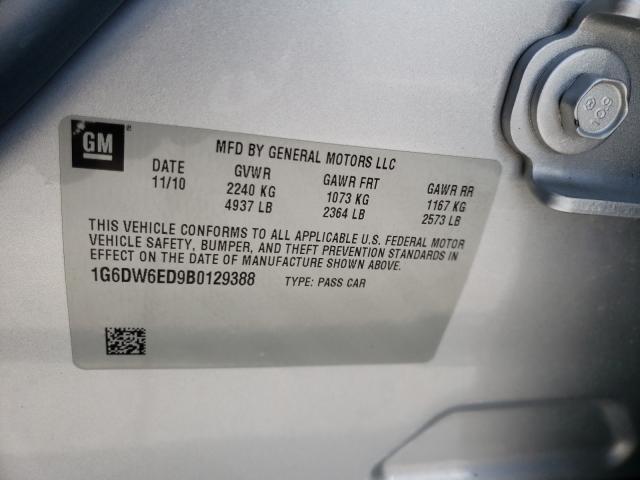 GM
MFD BY GENERAL MOTORS LLC
DATE GVWR GAWR FRT GAWR RR
11/10 2240 KG 1073 KG 1167 KG
4937 LB 2364 LB 2573 LB
THIS VEHICLE CONFORMS TO ALL APPLICABLE U.S. FEDERAL MOTOR
VEHICLE SAFETY, BUMPER, AND THEFT PREVENTION STANDARDS IN
EFFECT ON THE DATE OF MANUFACTURE SHOWN ABOVE.
1G6DW6ED9B0129388 TYPE: PASS CAR
10.9